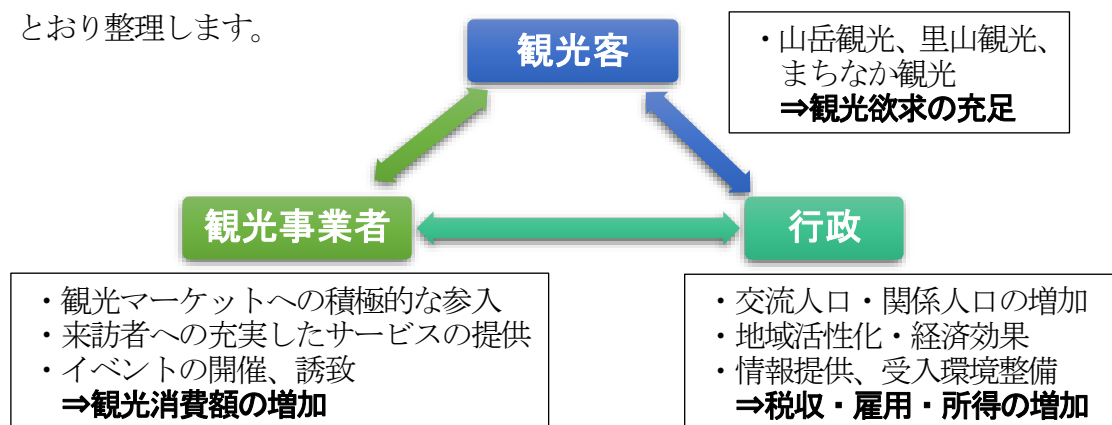 とおり整理します。
観光客
・山岳観光、里山観光、
まちなか観光
⇒観光欲求の充足
観光事業者
行政
・観光マーケットへの積極的な参入
・来訪者への充実したサービスの提供
・イベントの開催、誘致
⇒観光消費額の増加
・交流人口・関係人口の増加
・地域活性化・経済効果
・情報提供、受入環境整備
⇒税収・雇用・所得の増加